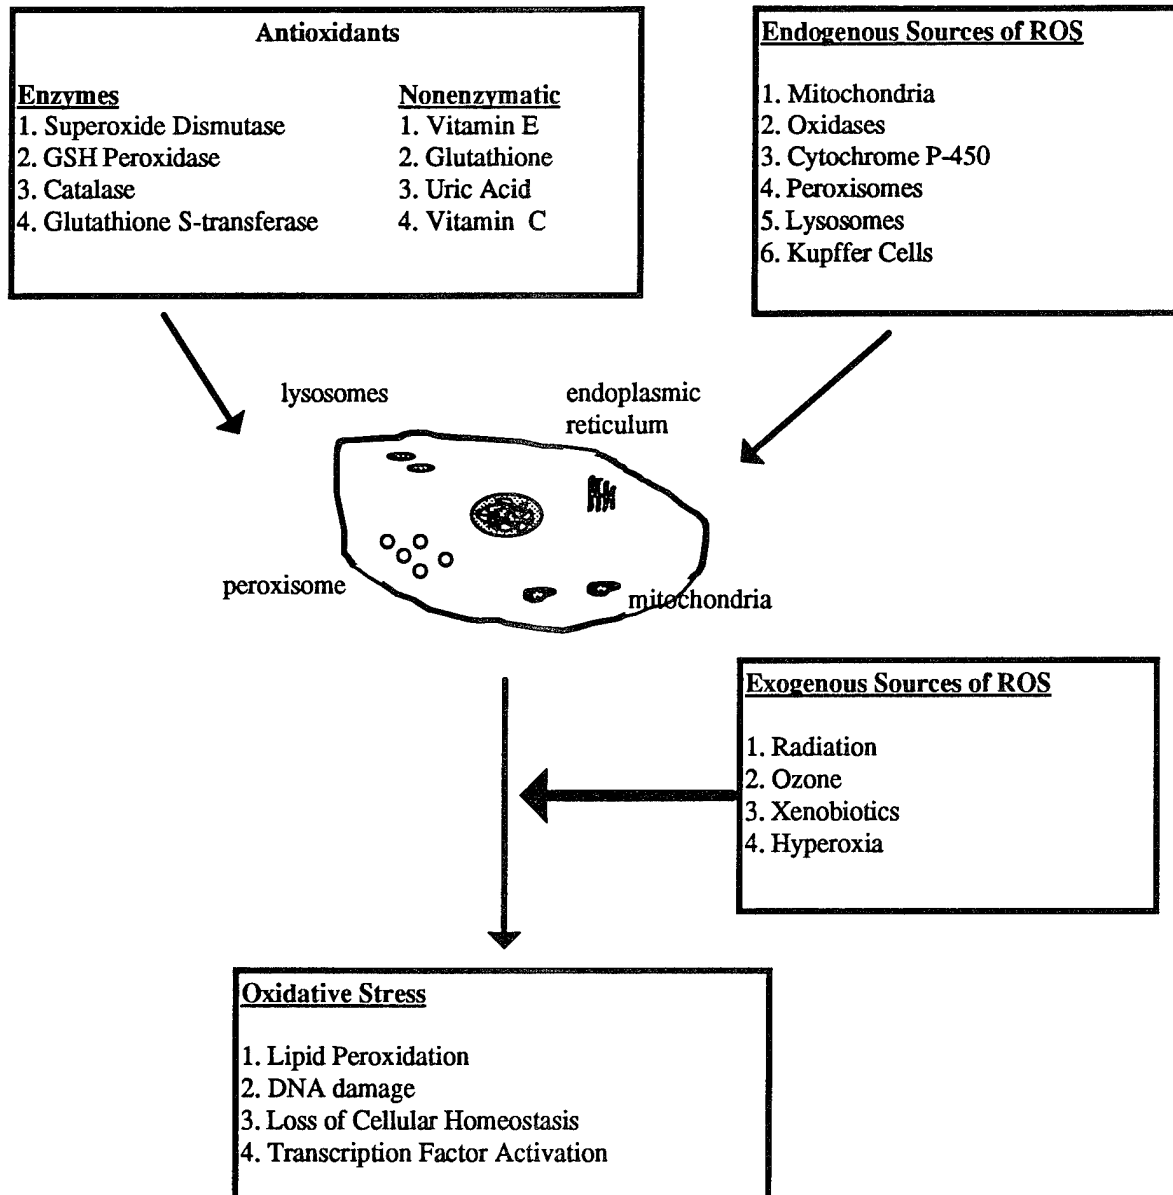 Antioxidants
Enzymes
1. Superoxide Dismutase
2. GSH Peroxidase
3. Catalase
4. Glutathione S-transferase
Nonenzymatic
1. Vitamin E
2. Glutathione
3. Uric Acid
4. Vitamin C
Endogenous Sources of ROS
1. Mitochondria
2. Oxidases
3. Cytochrome P-450
4. Peroxisomes
5. Lysosomes
6. Kupffer Cells
lysosomes
endoplasmic
reticulum
peroxisome
mitochondria
Exogenous Sources of ROS
1. Radiation
2. Ozone
3. Xenobiotics
4. Hyperoxia
Oxidative Stress
1. Lipid Peroxidation
2. DNA damage
3. Loss of Cellular Homeostasis
4. Transcription Factor Activation